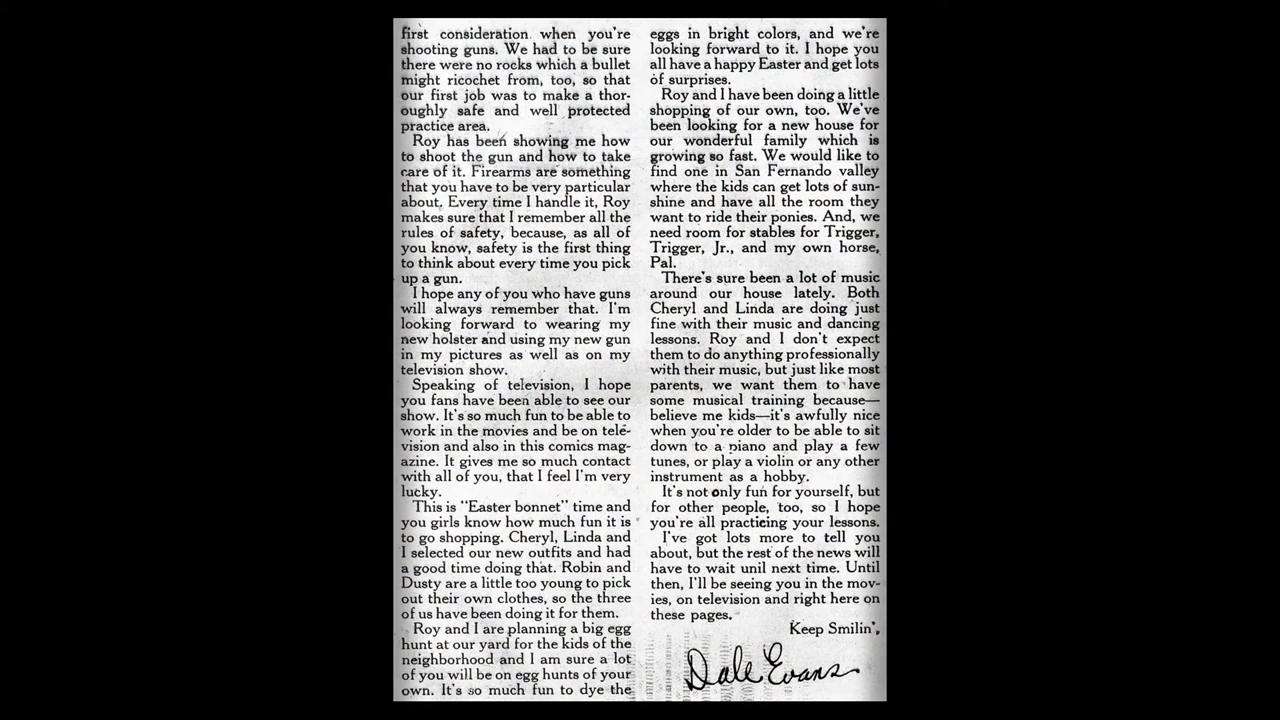 first consideration when you're
shooting guns. We had to be sure
there were no rocks which a bullet
might ricochet from, too, so that
our first job was to make a thor-
oughly safe and well protected
practice area.
Roy has been showing me how
to shoot the gun and how to take
care of it. Firearms are something
that you have to be very particular
about. Every time I handle it, Roy
makes sure that I remember all the
rules of safety, because, as all of
you know, safety is the first thing
to think about every time you pick
up a gun.
I hope any of you who have guns
will always remember that. I'm
looking forward to wearing my
new holster and using my new gun
in my pictures as well as on my
television show.
Speaking of television, I hope
you fans have been able to see our
show. It's so much fun to be able to
work in the movies and be on tele-
vision and also in this comics mag-
azine. It gives me so much contact
with all of you, that I feel I'm very
lucky.
This is "Easter bonnet" time and
you girls know how much fun it is
to go shopping. Cheryl, Linda and
I selected our new outfits and had
a good time doing that. Robin and
Dusty are a little too young to pick
out their own clothes, so the three
of us have been doing it for them.
Roy and I are planning a big egg
hunt at our yard for the kids of the
neighborhood and I am sure a lot
of you will be on egg hunts of your
own. It's so much fun to dye the
eggs in bright colors, and we're
looking forward to it. I hope you
all have a happy Easter and get lots
of surprises.
Roy and I have been doing a little
shopping of our own, too. We've
been looking for a new house for
our wonderful family which is
growing so fast. We would like to
find one in San Fernando valley
where the kids can get lots of sun-
shine and have all the room they
want to ride their ponies. And, we
need room for stables for Trigger,
Trigger, Jr., and my own horse,
Pal.
There's sure been a lot of music
around our house lately. Both
Cheryl and Linda are doing just
fine with their music and dancing
lessons. Roy and I don't expect
them to do anything professionally
with their music, but just like most
parents, we want them to have
some musical training because—
believe me kids—it's awfully nice
when you're older to be able to sit
down to a piano and play a few
tunes, or play a violin or any other
instrument as a hobby.
It's not only fun for yourself, but
for other people, too, so I hope
you're all practicing your lessons.
I've got lots more to tell you
about, but the rest of the news will
have to wait unil next time. Until
then, I'll be seeing you in the mov-
ies, on television and right here on
these pages.
Keep Smilin',
Dale Evans